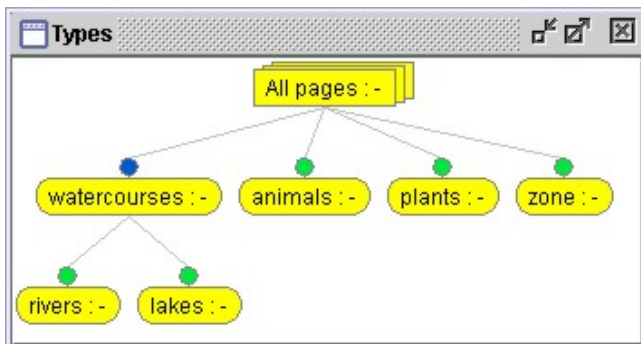 Types
All pages : -
watercourses : -
animals : -
plants : -
zone : -
rivers : -
lakes : -